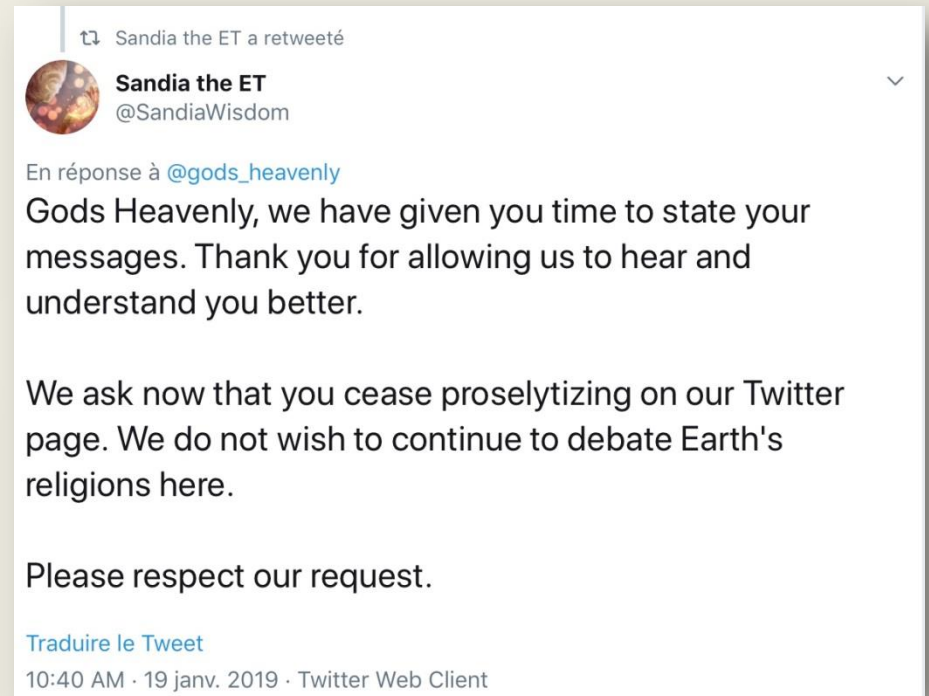 Sandia the ET a retweeté
Sandia the ET
@SandiaWisdom
En réponse à @gods_heavenly
Gods Heavenly, we have given you time to state your
messages. Thank you for allowing us to hear and
understand you better.
We ask now that you cease proselytizing on our Twitter
page. We do not wish to continue to debate Earth's
religions here.
Please respect our request.
Traduire le Tweet
10:40 AM · 19 janv. 2019 · Twitter Web Client